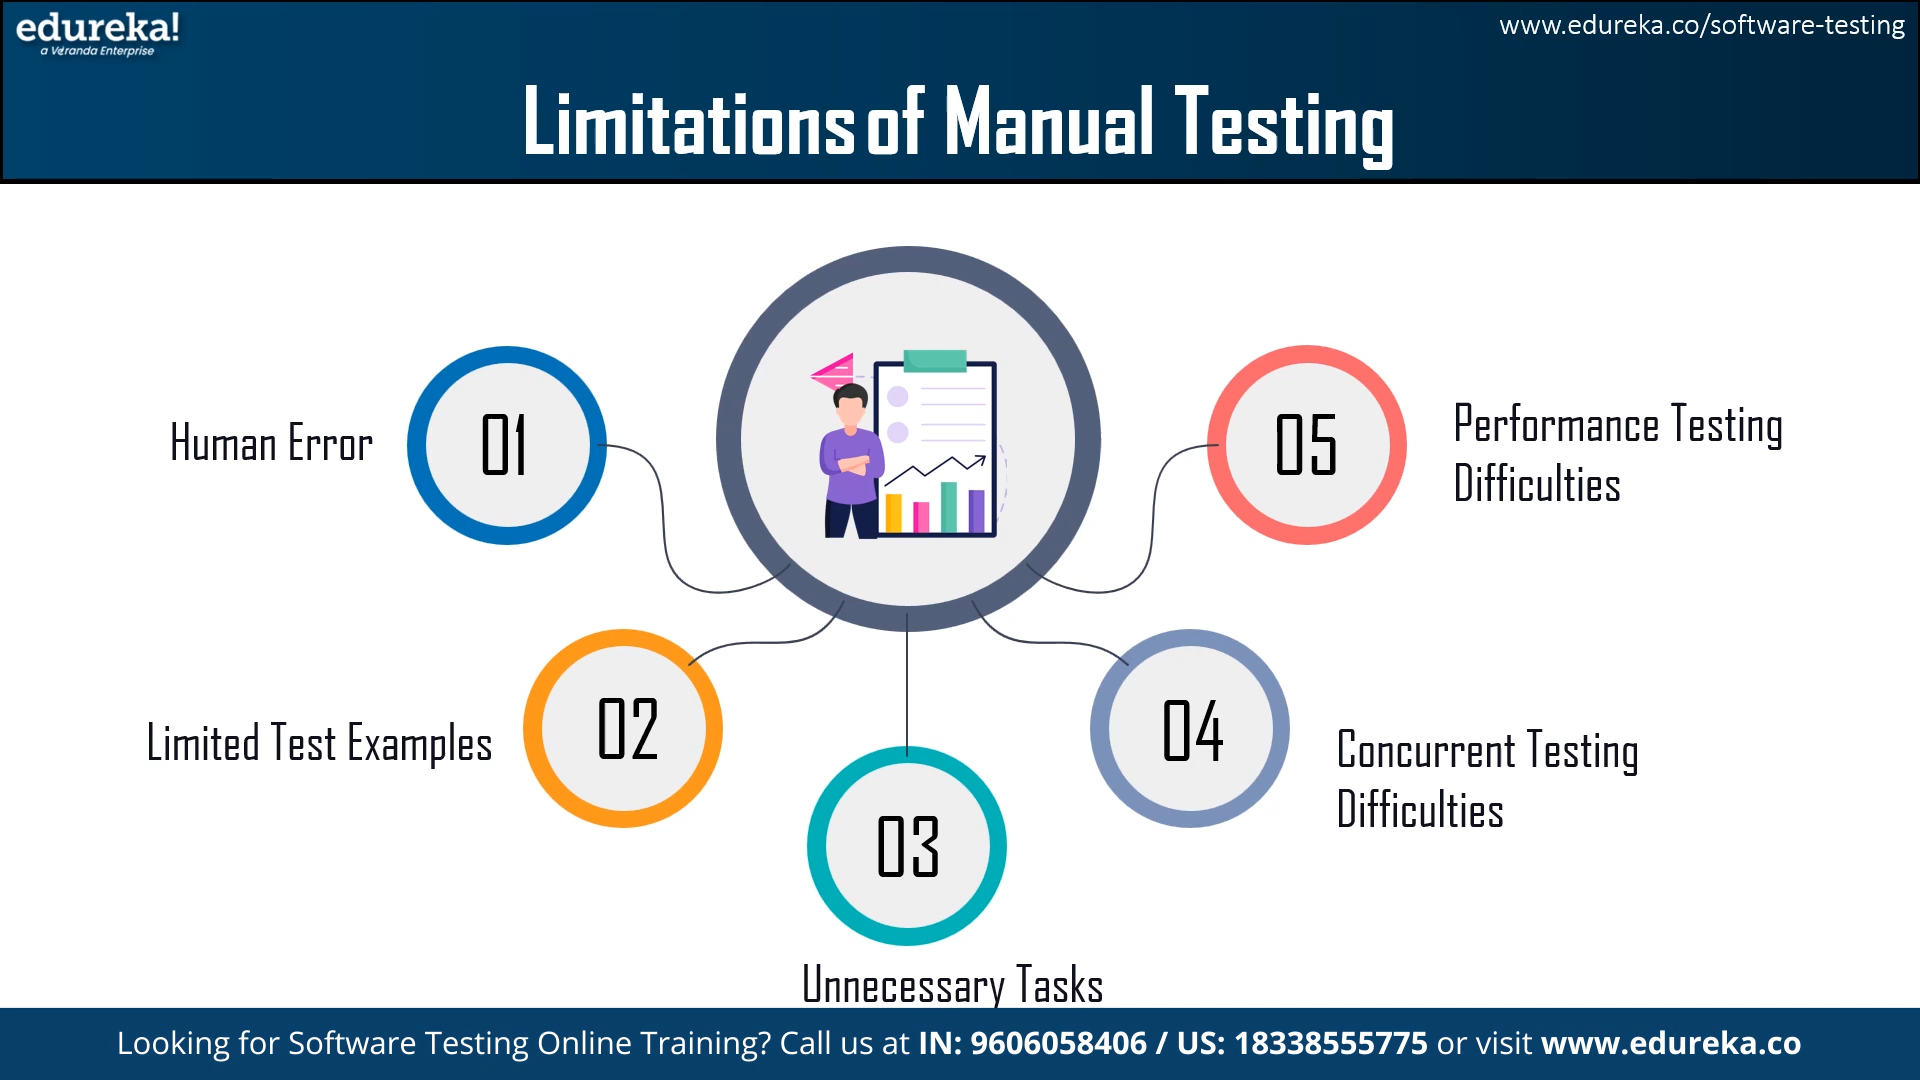 edureka!
a Veranda Enterprise
www.edureka.co/software-testing
Limitations of Manual Testing
01
Human Error
02
Limited Test Examples
03
Unnecessary Tasks
04
Concurrent Testing
Difficulties
05
Performance Testing
Difficulties
Looking for Software Testing Online Training? Call us at IN: 9606058406 / US: 18338555775 or visit www.edureka.co